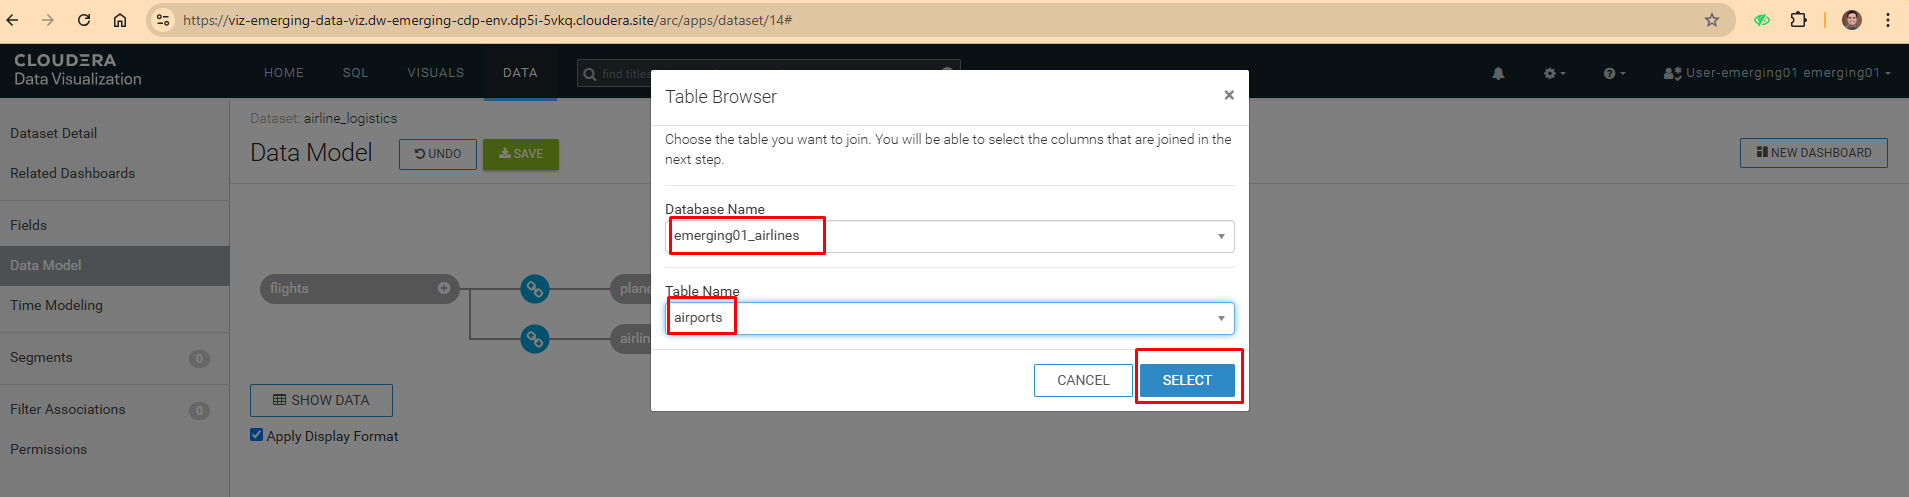 https://viz-emerging-data-viz.dw-emerging-cdp-env.dp5i-5vkq.cloudera.site/arc/apps/dataset/14#
CLOUDERA
Data Visualization
HOME
SQL
VISUALS
DATA
find titles
User-emerging01 emerging01
Dataset Detail
Related Dashboards
Fields
Data Model
Time Modeling
Segments
0
Filter Associations
0
Permissions
Dataset: airline_logistics
Data Model
UNDO
SAVE
NEW DASHBOARD
flights
plane
airlin
SHOW DATA
Apply Display Format
Table Browser
×
Choose the table you want to join. You will be able to select the columns that are joined in the
next step.
Database Name
emerging01_airlines
Table Name
airports
CANCEL
SELECT